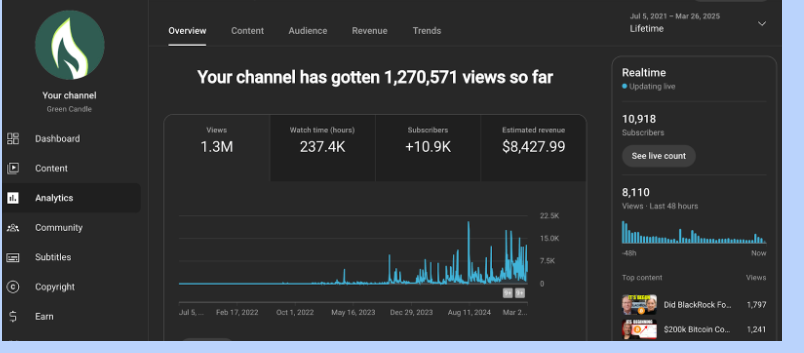 Your channel
Green Candle
Dashboard
Content
Analytics
Community
Subtitles
Copyright
Earn
Overview
Content
Audience
Revenue
Trends
Jul 5, 2021 – Mar 26, 2025
Lifetime
Your channel has gotten 1,270,571 views so far
Views
1.3M
Watch time (hours)
237.4K
Subscribers
+10.9K
Estimated revenue
$8,427.99
22.5K
15.0K
7.5K
0
Jul 5, ...
Feb 17, 2022
Oct 1, 2022
May 16, 2023
Dec 29, 2023
Aug 11, 2024
Mar 2...
Realtime
Updating live
10,918
Subscribers
See live count
8,110
Views · Last 48 hours
-48h
Now
Top content
Views
Did BlackRock Fo...
1,797
$200k Bitcoin Co...
1,241